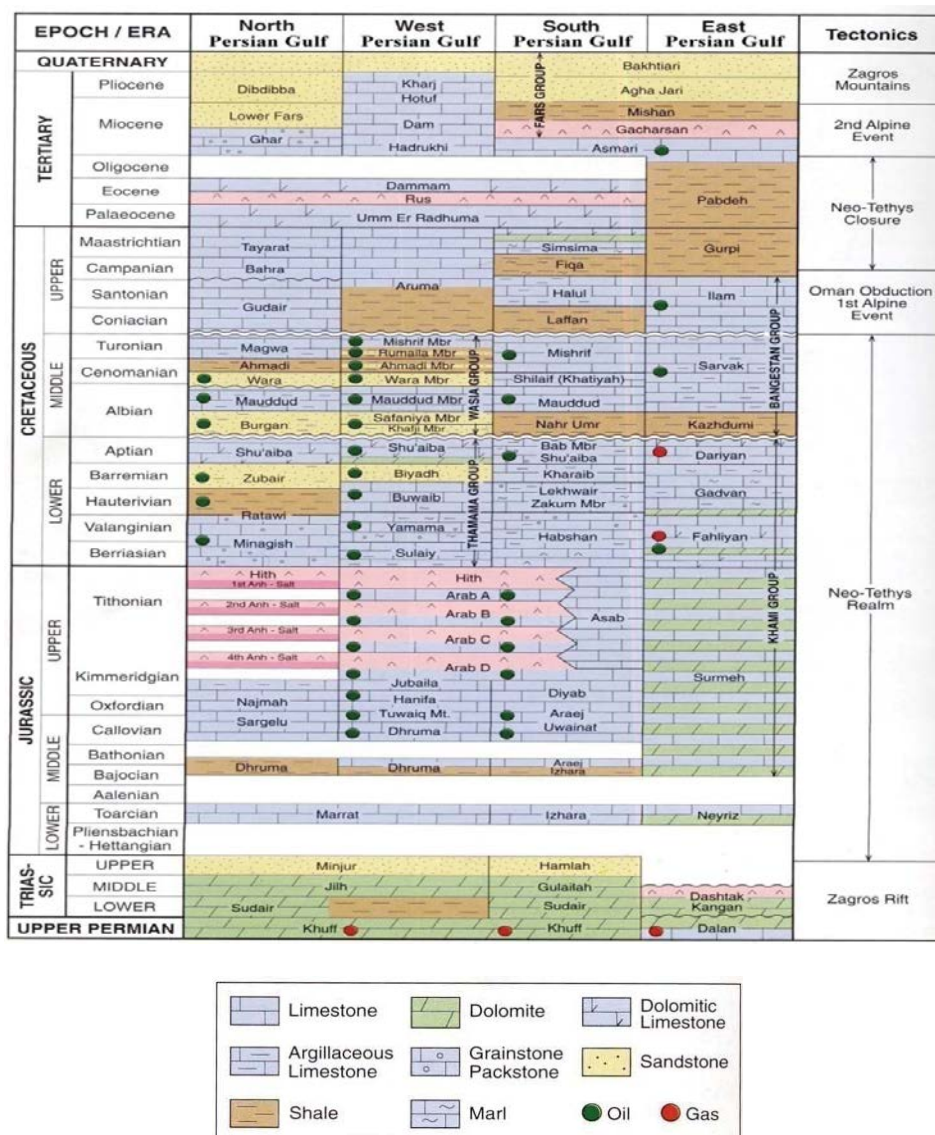 EPOCH / ERA
North
Persian Gulf
West
Persian Gulf
South
Persian Gulf
East
Persian Gulf
Tectonics
QUATERNARY
TERTIARY
Pliocene
Miocene
Oligocene
Eocene
Palaeocene
CRETACEOUS
UPPER
Maastrichtian
Campanian
Santonian
Coniacian
MIDDLE
Turonian
Cenomanian
Albian
LOWER
Aptian
Barremian
Hauterivian
Valanginian
Berriasian
JURASSIC
UPPER
Tithonian
Kimmeridgian
Oxfordian
MIDDLE
Callovian
Bathonian
Bajocian
Aalenian
LOWER
Toarcian
Pliensbachian
- Hettangian
TRIAS-
SIC
UPPER
MIDDLE
LOWER
UPPER PERMIAN
Dibdibba
Lower Fars
Ghar
Kharj
Hotuf
Dam
Hadrukhi
FARS GROUP
Bakhtiari
Agha Jari
Mishan
Gacharsan
Asmari
Dammam
Rus
Umm Er Radhuma
Pabdeh
Tayarat
Bahra
Gudair
Aruma
Simsima
Fiqa
Halul
Laffan
Gurpi
Ilam
BANGESTAN GROUP
Magwa
Ahmadi
Wara
Mauddud
Burgan
Mishrif Mbr
Rumaila Mbr
Ahmadi Mbr
Wara Mbr
Mauddud Mbr
Safaniya Mbr
Khafji Mbr
WASIA GROUP
Mishrif
Shilaif (Khatiyah)
Mauddud
Nahr Umr
Sarvak
Kazhdumi
Shu'aiba
Zubair
Ratawi
Minagish
Shu'aiba
Biyadh
Buwaib
Yamama
Sulaiy
THAMAMA GROUP
Bab Mbr
Shu'aiba
Kharaib
Lekhwair
Zakum Mbr
Habshan
Dariyan
Gadvan
Fahliyan
KHAMI GROUP
Hith
1st Anh - Salt
2nd Anh - Salt
3rd Anh - Salt
4th Anh - Salt
Najmah
Sargelu
Dhruma
Hith
Arab A
Arab B
Arab C
Arab D
Jubaila
Hanifa
Tuwaiq Mt.
Dhruma
Dhruma
Asab
Diyab
Araej
Uwainat
Araej
Izhara
Surmeh
Marrat
Izhara
Neyriz
Minjur
Jilh
Sudair
Khuff
Hamlah
Gulailah
Sudair
Khuff
Dashtak
Kangan
Dalan
Zagros
Mountains
2nd Alpine
Event
Neo-Tethys
Closure
Oman Obduction
1st Alpine
Event
Neo-Tethys
Realm
Zagros Rift
Limestone
Dolomite
Dolomitic
Limestone
Argillaceous
Limestone
Grainstone
Packstone
Sandstone
Shale
Marl
Oil
Gas